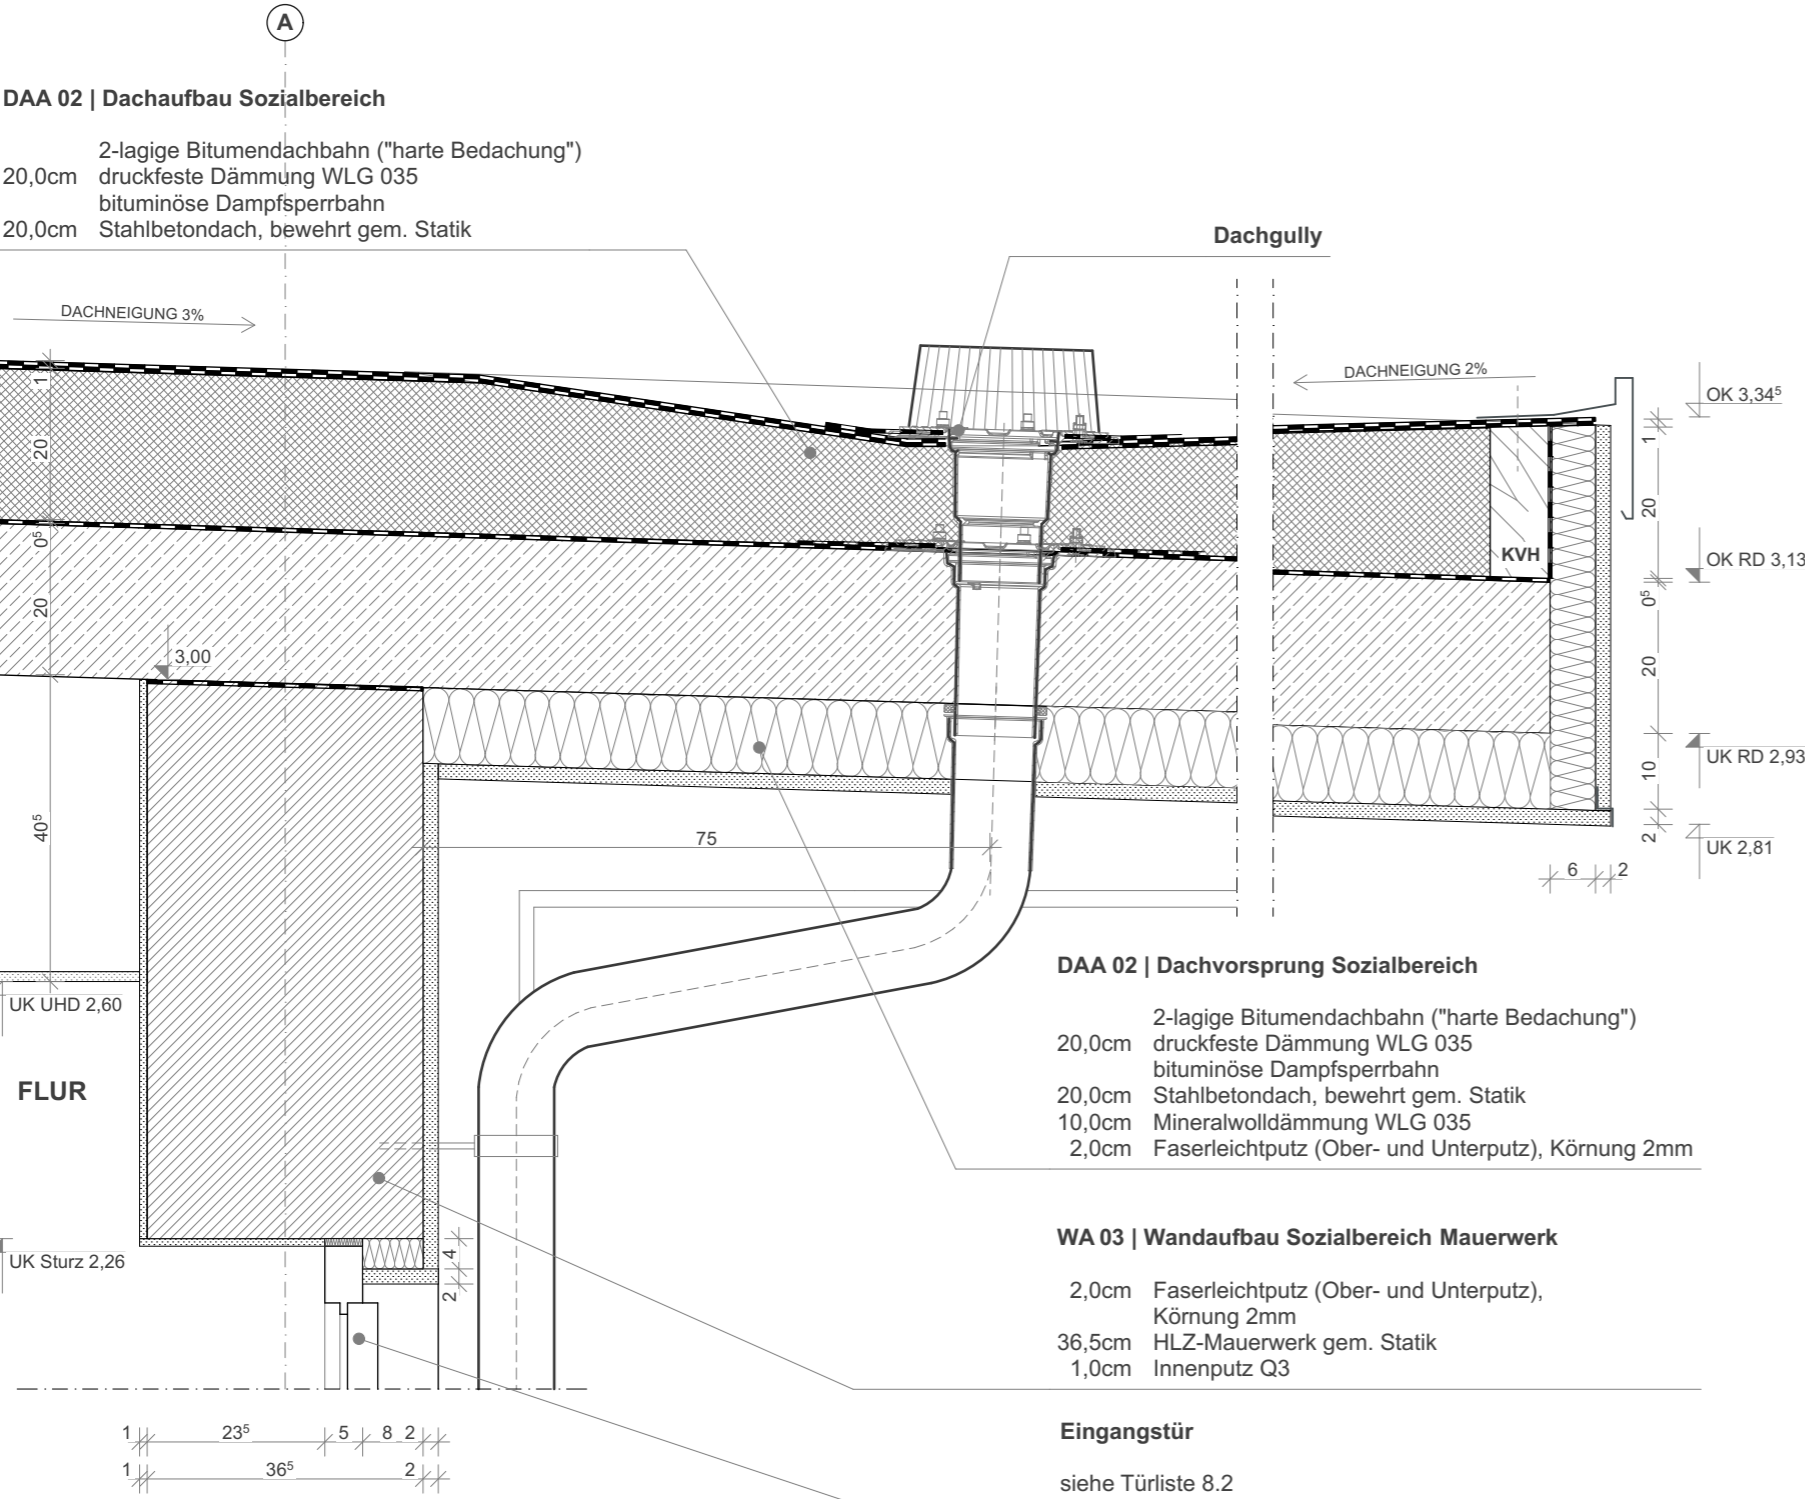 A
DAA 02 | Dachaufbau Sozialbereich
2-lagige Bitumendachbahn ("harte Bedachung")
20,0cm druckfeste Dämmung WLG 035
bituminöse Dampfsperrbahn
20,0cm Stahlbetondach, bewehrt gem. Statik
Dachgully
DACHNEIGUNG 3%
DACHNEIGUNG 2%
OK 3,34⁵
1
20
0⁵
20
40⁵
1
20
0⁵
20
10
2
KVH
OK RD 3,13
3,00
UK RD 2,93
75
UK 2,81
6 2
UK UHD 2,60
FLUR
UK Sturz 2,26
4
2
DAA 02 | Dachvorsprung Sozialbereich
2-lagige Bitumendachbahn ("harte Bedachung")
20,0cm druckfeste Dämmung WLG 035
bituminöse Dampfsperrbahn
20,0cm Stahlbetondach, bewehrt gem. Statik
10,0cm Mineralwolldämmung WLG 035
2,0cm Faserleichtputz (Ober- und Unterputz), Körnung 2mm
WA 03 | Wandaufbau Sozialbereich Mauerwerk
2,0cm Faserleichtputz (Ober- und Unterputz),
Körnung 2mm
36,5cm HLZ-Mauerwerk gem. Statik
1,0cm Innenputz Q3
1 23⁵ 5 8 2
1 36⁵ 2
Eingangstür
siehe Türliste 8.2